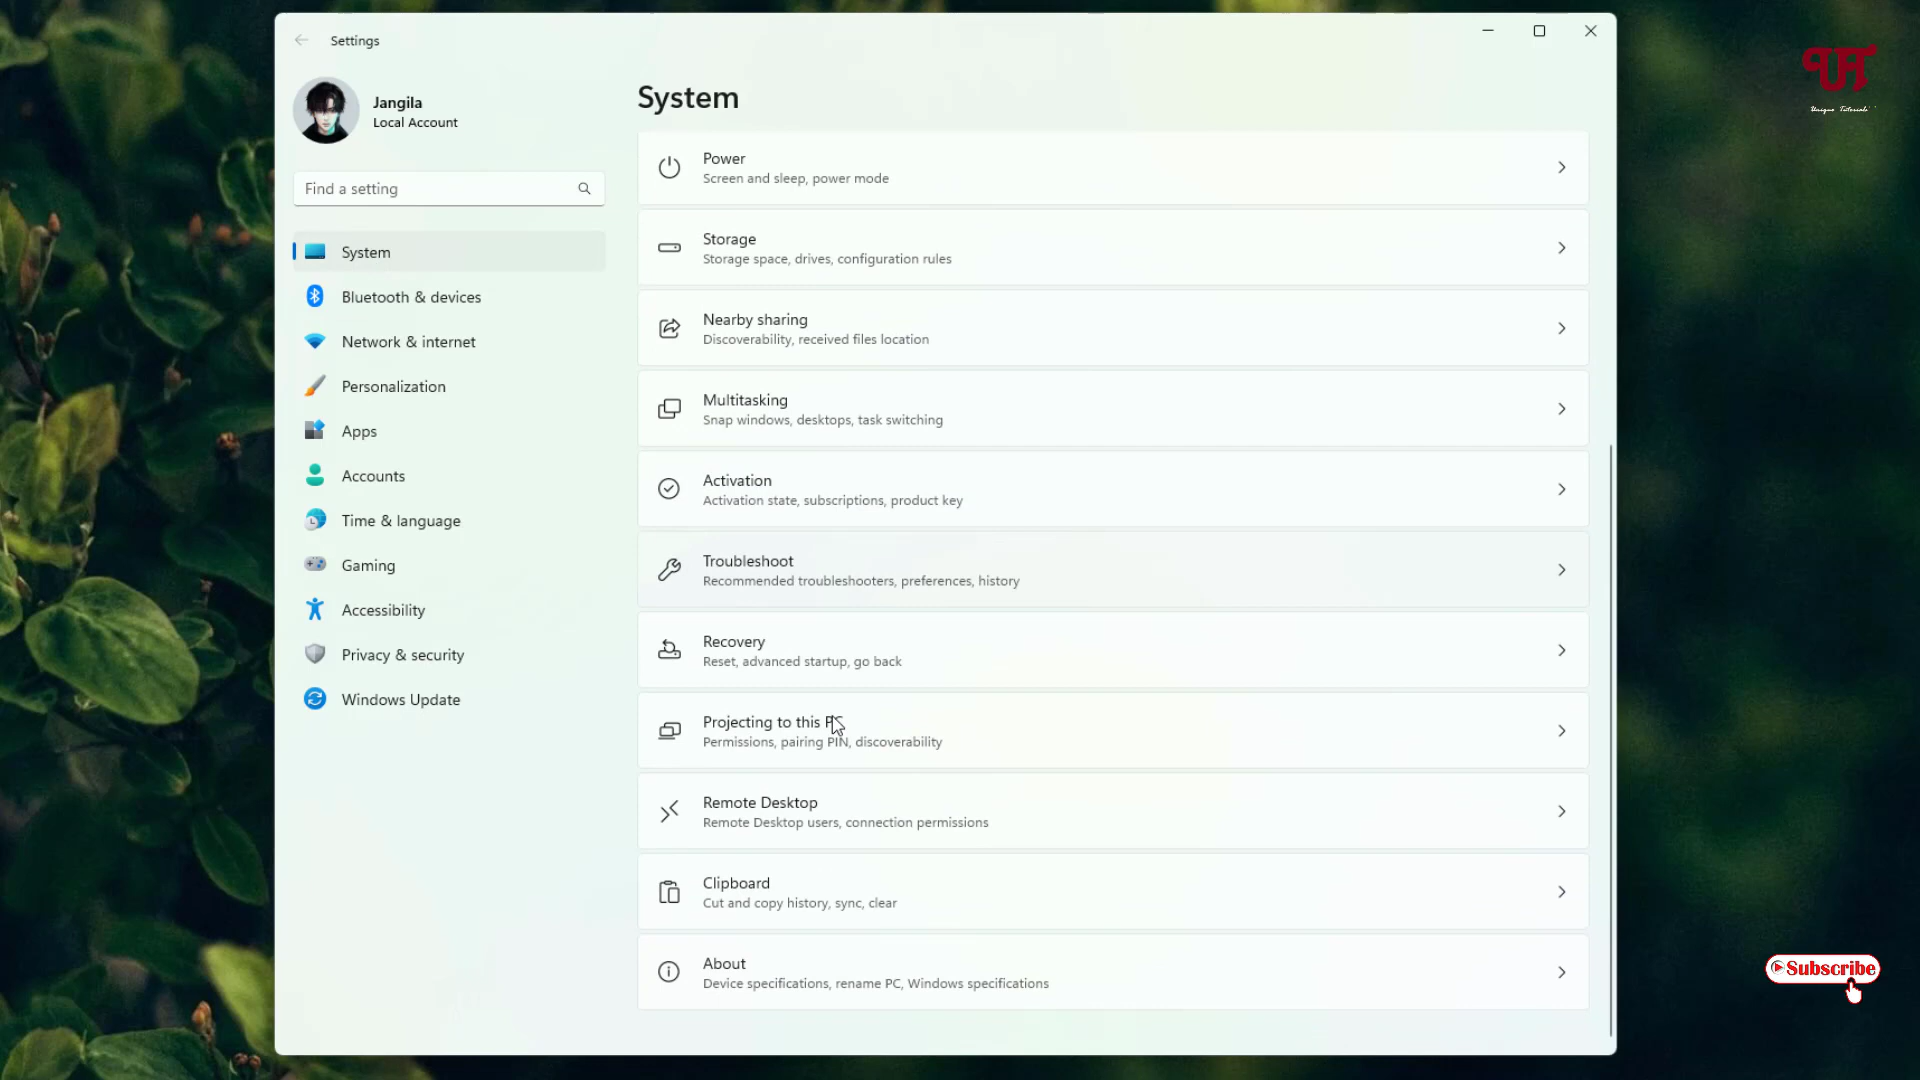 Settings
Jangila
Local Account
Find a setting
System
Bluetooth & devices
Network & internet
Personalization
Apps
Accounts
Time & language
Gaming
Accessibility
Privacy & security
Windows Update
System
Power
Screen and sleep, power mode
Storage
Storage space, drives, configuration rules
Nearby sharing
Discoverability, received files location
Multitasking
Snap windows, desktops, task switching
Activation
Activation state, subscriptions, product key
Troubleshoot
Recommended troubleshooters, preferences, history
Recovery
Reset, advanced startup, go back
Projecting to this PC
Permissions, pairing PIN, discoverability
Remote Desktop
Remote Desktop users, connection permissions
Clipboard
Cut and copy history, sync, clear
About
Device specifications, rename PC, Windows specifications
UT
Unique Tutorials
Subscribe